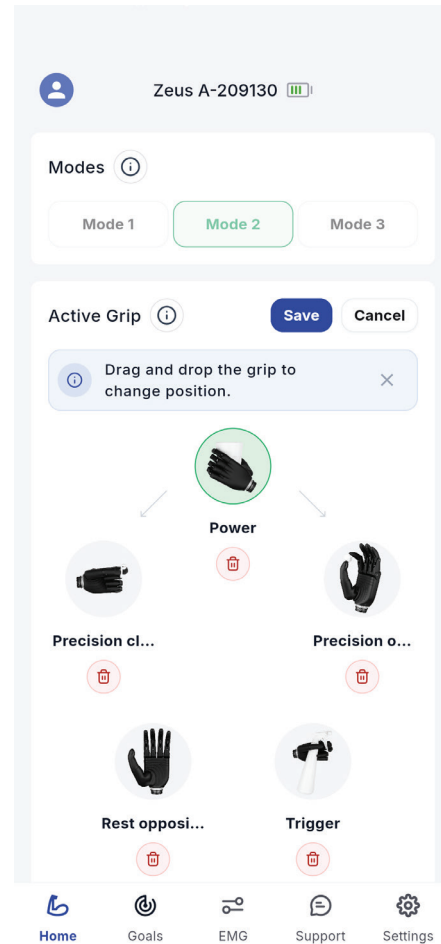 Zeus A-209130
Modes
Mode 1 Mode 2 Mode 3
Active Grip Save Cancel
Drag and drop the grip to
change position.
Power
Precision cl... Precision o...
Rest opposi... Trigger
Home Goals EMG Support Settings